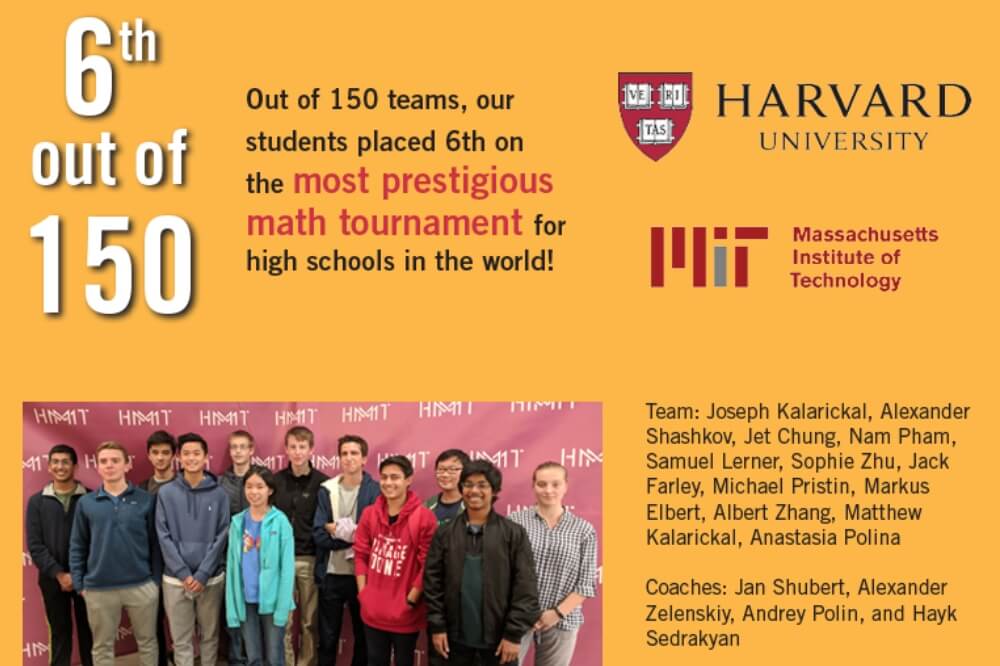 6th
out of
150
Out of 150 teams, our
students placed 6th on
the most prestigious
math tournament for
high schools in the world!
VE RI
TAS
HARVARD
UNIVERSITY
MIT
Massachusetts
Institute of
Technology
HMMT HMMT HMMT HMMT HMMT HMMT
HMMT
Team: Joseph Kalarickal, Alexander
Shashkov, Jet Chung, Nam Pham,
Samuel Lerner, Sophie Zhu, Jack
Farley, Michael Pristin, Markus
Elbert, Albert Zhang, Matthew
Kalarickal, Anastasia Polina
Coaches: Jan Shubert, Alexander
Zelenskiy, Andrey Polin, and Hayk
Sedrakyan